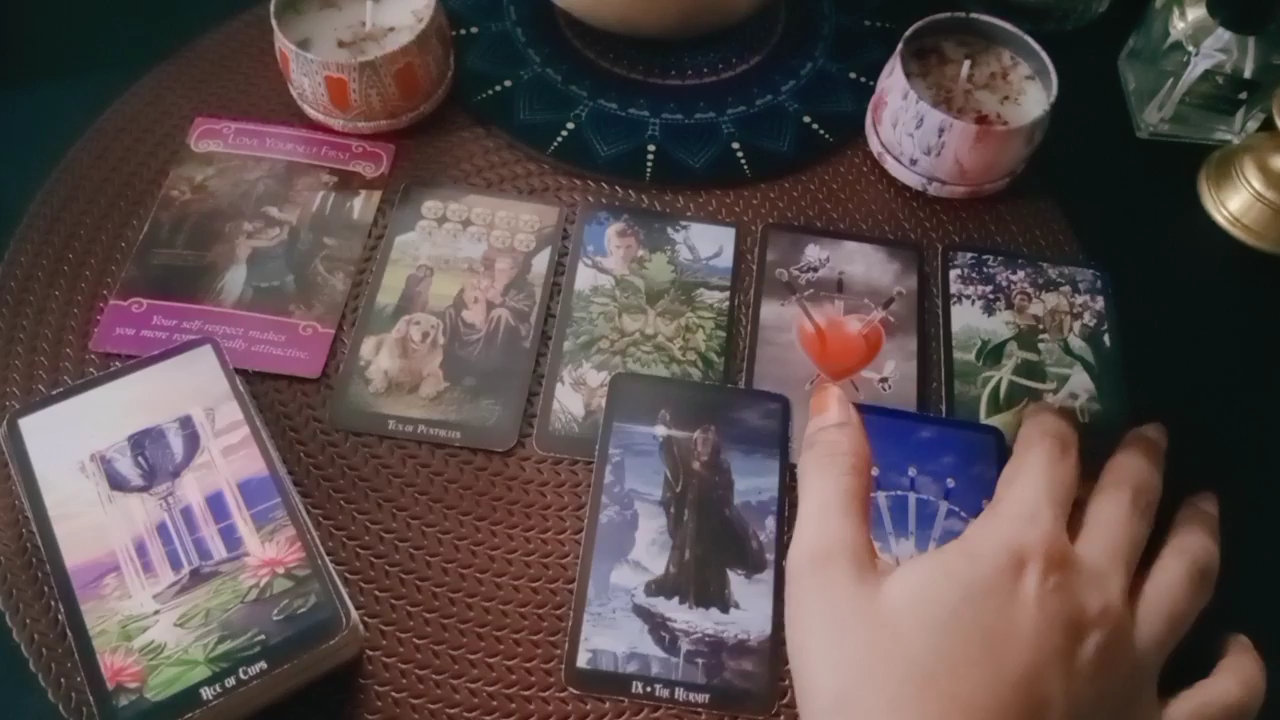 LOVE YOURSELF FIRST
Your self-respect makes
you more romantically attractive.
TEN OF PENTACLES
ACE OF CUPS
IX • THE HERMIT